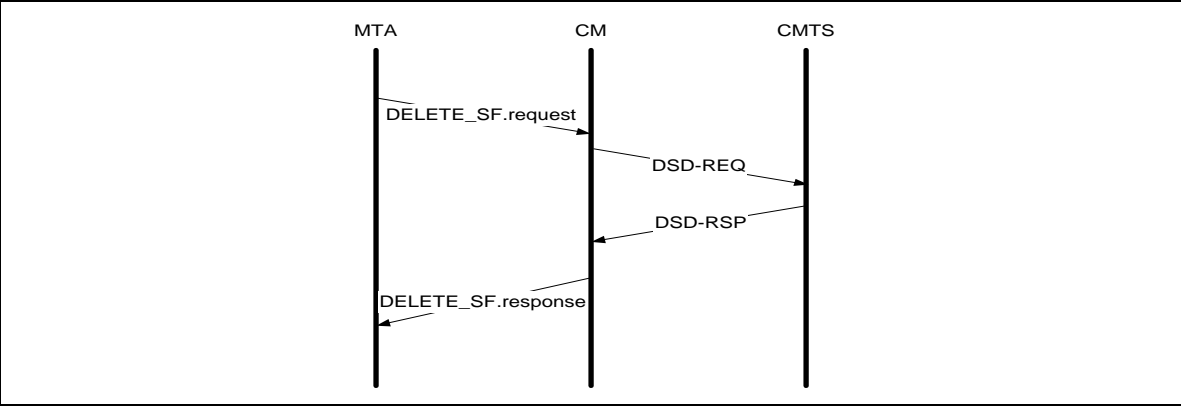 MTA
CM
CMTS
DELETE_SF.request
DSD-REQ
DSD-RSP
DELETE_SF.response